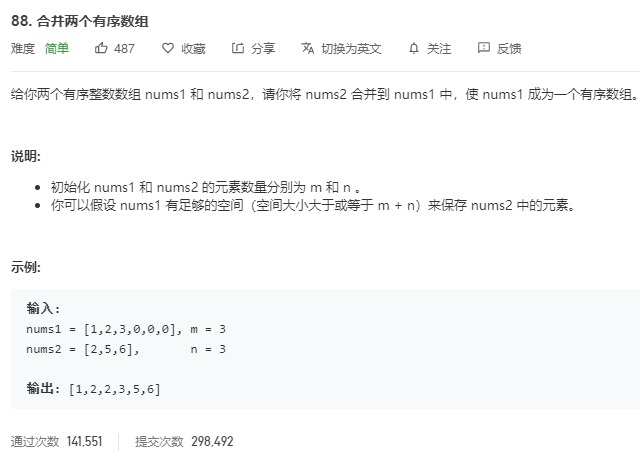 88. 合并两个有序数组
难度 简单 487 收藏 分享 切换为英文 关注 反馈
给你两个有序整数数组 nums1 和 nums2，请你将 nums2 合并到 nums1 中，使 nums1 成为一个有序数组。
说明:
初始化 nums1 和 nums2 的元素数量分别为 m 和 n 。
你可以假设 nums1 有足够的空间（空间大小大于或等于 m + n）来保存 nums2 中的元素。
示例:
输入:
nums1 = [1,2,3,0,0,0], m = 3
nums2 = [2,5,6], n = 3
输出: [1,2,2,3,5,6]
通过次数 141,551 提交次数 298,492